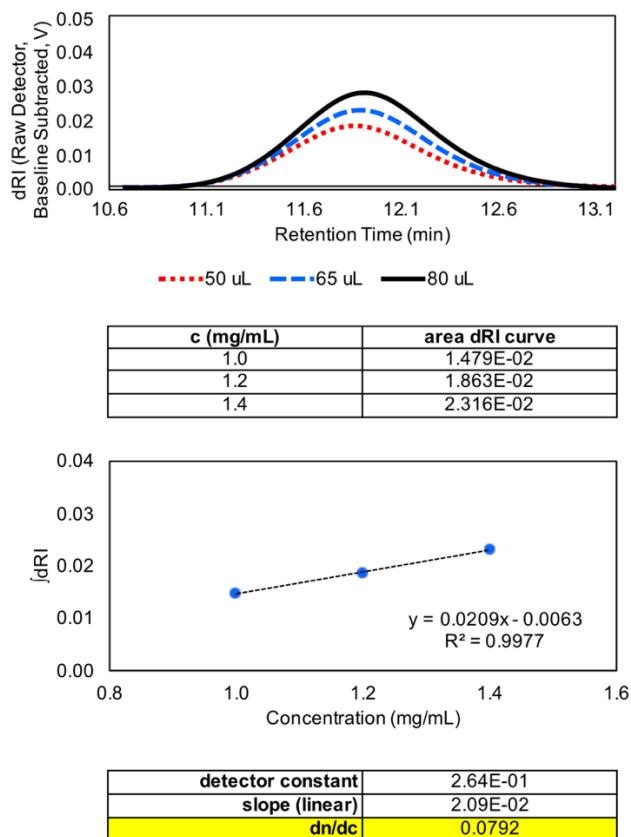 dRI (Raw Detector,
Baseline Subtracted, V)
0.05
0.04
0.03
0.02
0.01
0.00
10.6 11.1 11.6 12.1 12.6 13.1
Retention Time (min)
50 uL 65 uL 80 uL
c (mg/mL) area dRI curve
1.0 1.479E-02
1.2 1.863E-02
1.4 2.316E-02
∫dRI
0.04
0.03
0.02
0.01
0.00
y = 0.0209x - 0.0063
R² = 0.9977
0.8 1.0 1.2 1.4 1.6
Concentration (mg/mL)
detector constant 2.64E-01
slope (linear) 2.09E-02
dn/dc 0.0792